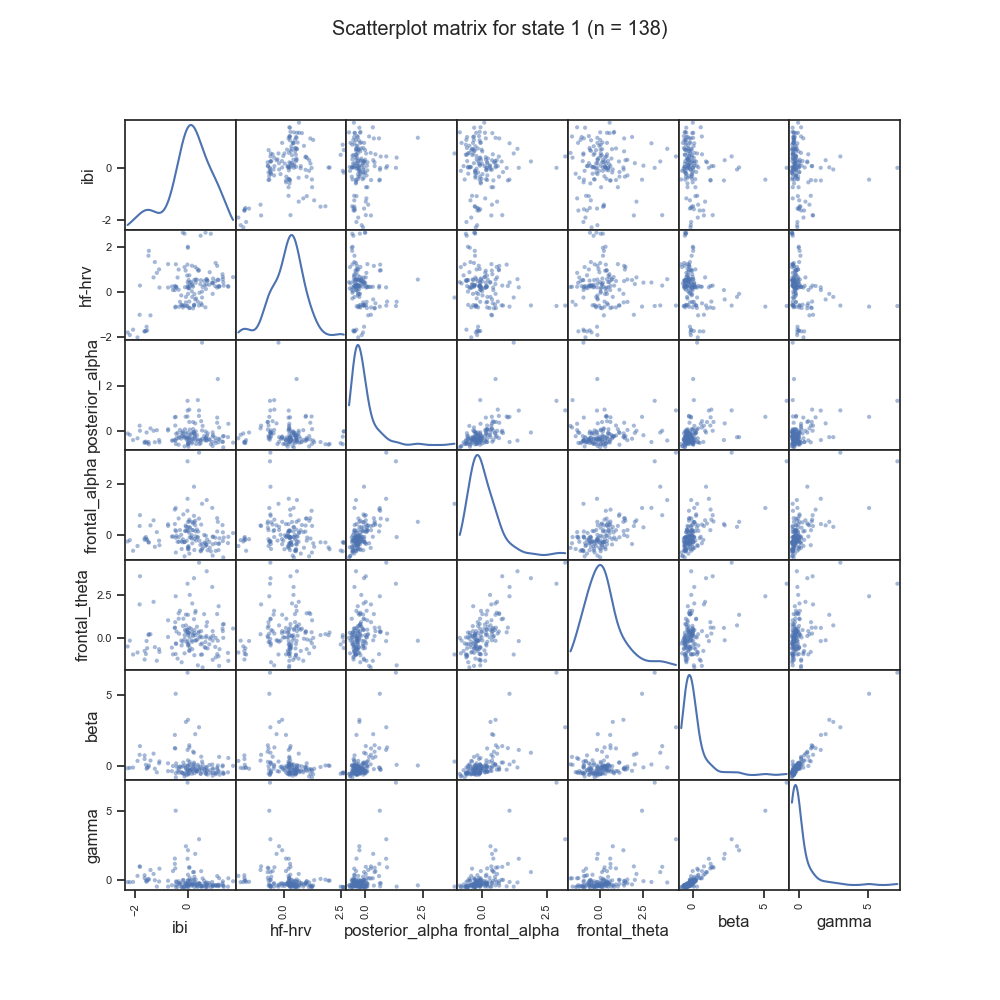 Scatterplot matrix for state 1 (n = 138)
ibi
0
-2
hf-hrv
2
0
−2
posterior_alpha
2
0
frontal_alpha
2
0
frontal_theta
2.5
0.0
beta
5
0
gamma
5
0
-2 0 0.0 2.5 0.0 2.5 0.0 2.5 0.0 2.5 0 5 0 5
ibi hf-hrv posterior_alpha frontal_alpha frontal_theta beta gamma